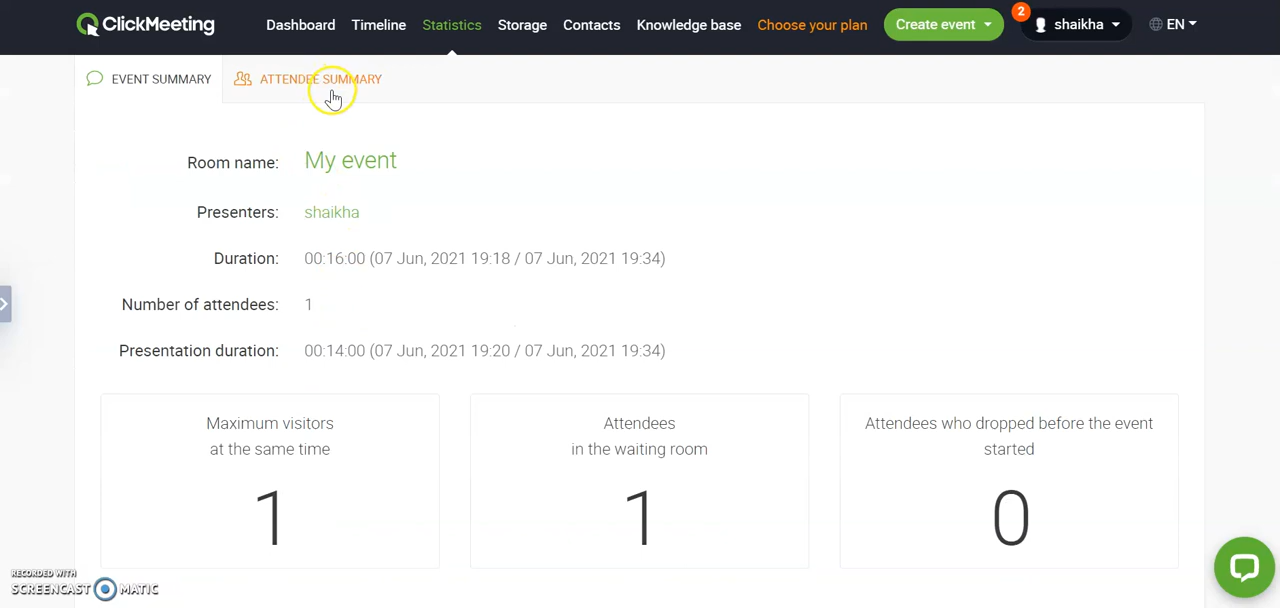 ClickMeeting Dashboard Timeline Statistics Storage Contacts Knowledge base Choose your plan Create event 2 shaikha EN
EVENT SUMMARY ATTENDEE SUMMARY
Room name: My event
Presenters: shaikha
Duration: 00:16:00 (07 Jun, 2021 19:18 / 07 Jun, 2021 19:34)
Number of attendees: 1
Presentation duration: 00:14:00 (07 Jun, 2021 19:20 / 07 Jun, 2021 19:34)
Maximum visitors
at the same time
1
Attendees
in the waiting room
1
Attendees who dropped before the event
started
0
RECORDED WITH
SCREENCAST MATIC